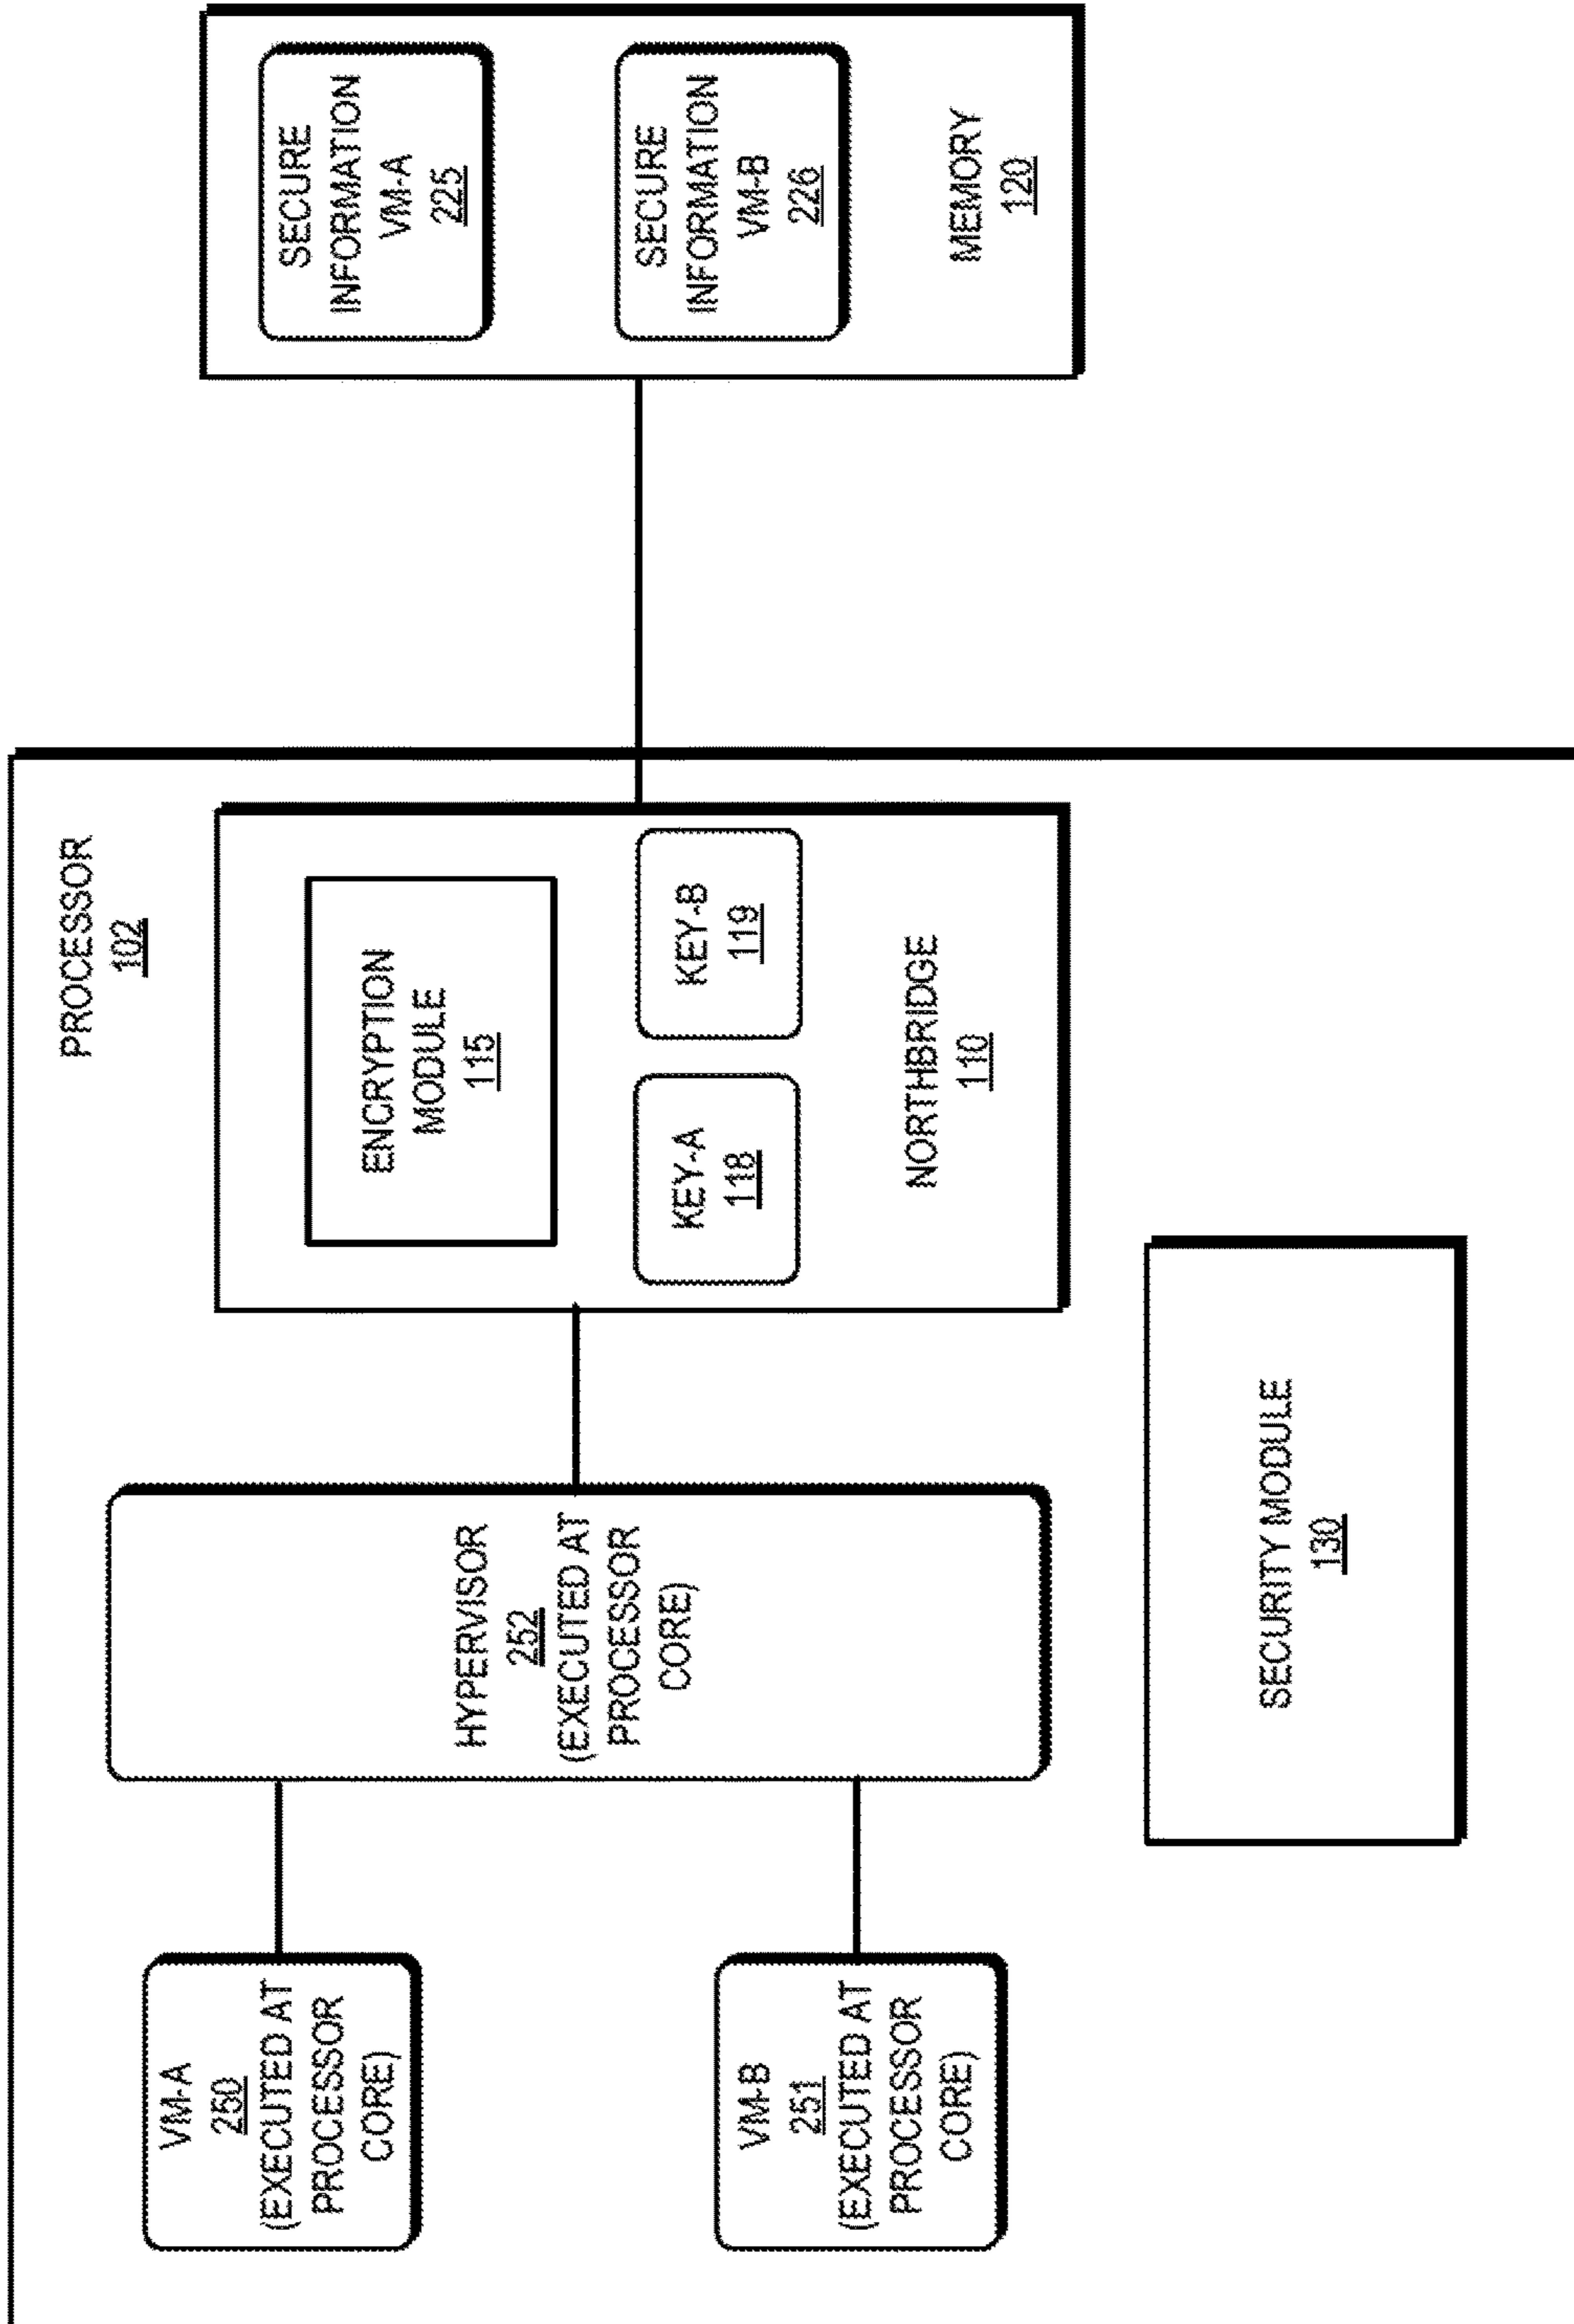 PROCESSOR
102
VM-A
250
(EXECUTED AT
PROCESSOR
CORE)
VM-B
251
(EXECUTED AT
PROCESSOR
CORE)
HYPERVISOR
252
(EXECUTED AT
PROCESSOR
CORE)
ENCRYPTION
MODULE
115
KEY-A
118
KEY-B
119
NORTHBRIDGE
110
SECURITY MODULE
130
SECURE
INFORMATION
VM-A
225
SECURE
INFORMATION
VM-B
226
MEMORY
120